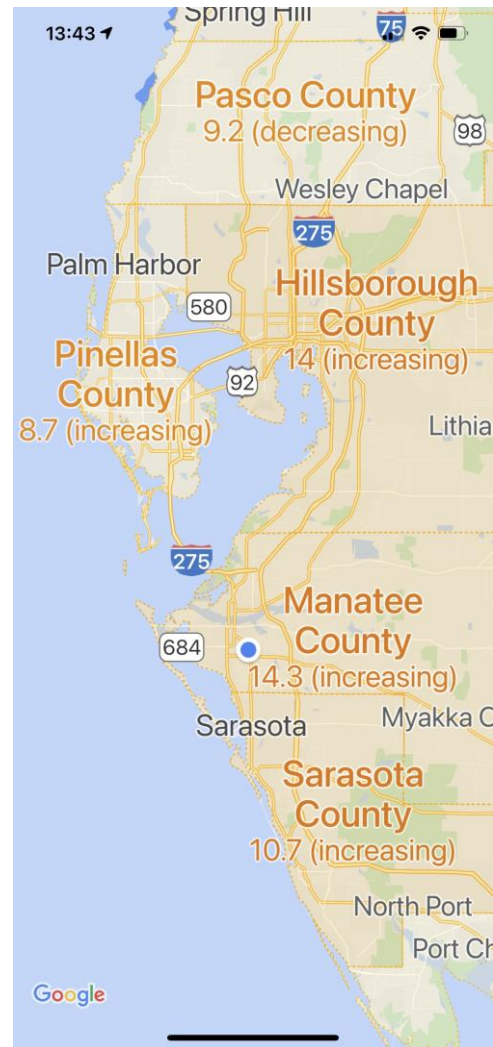 Spring Hill
13:43
75
Pasco County
9.2 (decreasing)
98
Wesley Chapel
275
Palm Harbor
Hillsborough
County
14 (increasing)
580
Pinellas
County
8.7 (increasing)
92
Lithia
275
Manatee
County
14.3 (increasing)
684
Sarasota
Myakka C
Sarasota
County
10.7 (increasing)
North Port
Port Ch
Google